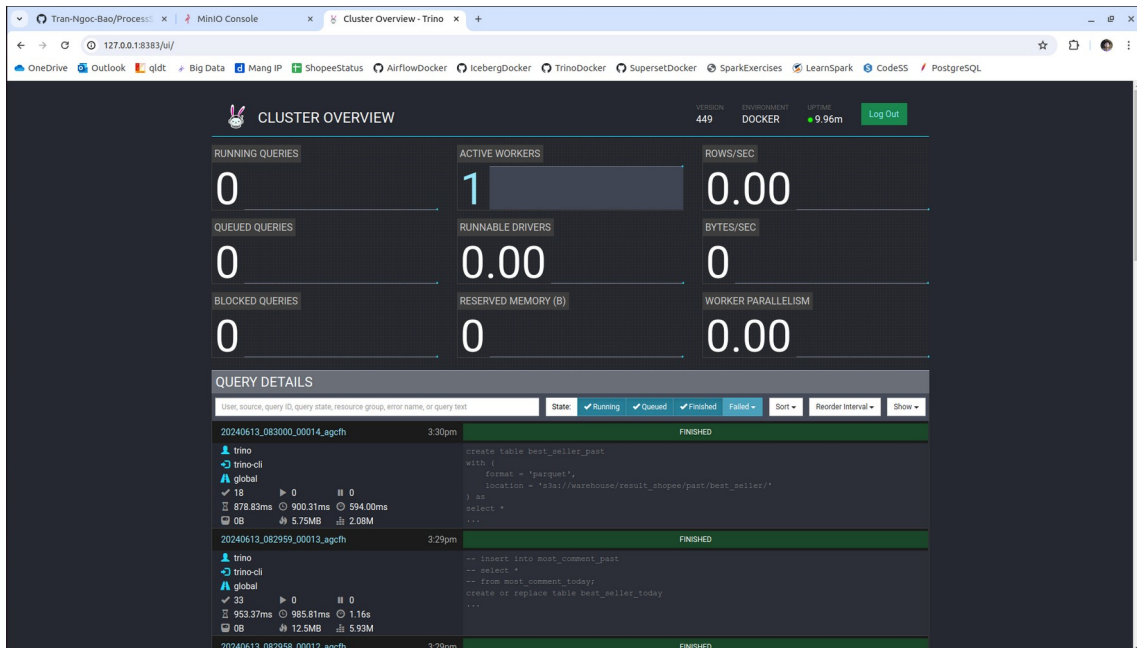 Tran-Ngoc-Bao/ProcessS
MinIO Console
Cluster Overview - Trino
127.0.0.1:8383/ui/
OneDrive Outlook qldt Big Data Mang IP ShopeeStatus AirflowDocker IcebergDocker TrinoDocker SupersetDocker SparkExercises LearnSpark CodeSS PostgreSQL
CLUSTER OVERVIEW
VERSION ENVIRONMENT UPTIME
449 DOCKER 9.96m
Log Out
RUNNING QUERIES ACTIVE WORKERS ROWS/SEC
0 1 0.00
QUEUED QUERIES RUNNABLE DRIVERS BYTES/SEC
0 0.00 0
BLOCKED QUERIES RESERVED MEMORY (B) WORKER PARALLELISM
0 0 0.00
QUERY DETAILS
User, source, query ID, query state, resource group, error name, or query text State: Running Queued Finished Failed Sort Reorder Interval Show
20240613_083000_00014_agcfh 3:30pm FINISHED
trino
trino-cli
global
18 0 0
878.83ms 900.31ms 594.00ms
0B 5.75MB 2.08M
create table best_seller_past
with (
format = 'parquet',
location = 's3a://warehouse/result_shopee/past/best_seller/'
) as
select *
...
20240613_082959_00013_agcfh 3:29pm FINISHED
trino
trino-cli
global
33 0 0
953.37ms 985.81ms 1.16s
0B 12.5MB 5.93M
-- insert into most_comment_past
-- select *
-- from most_comment_today;
create or replace table best_seller_today
...
20240613_082958_00012_agcfh 3:29pm FINISHED